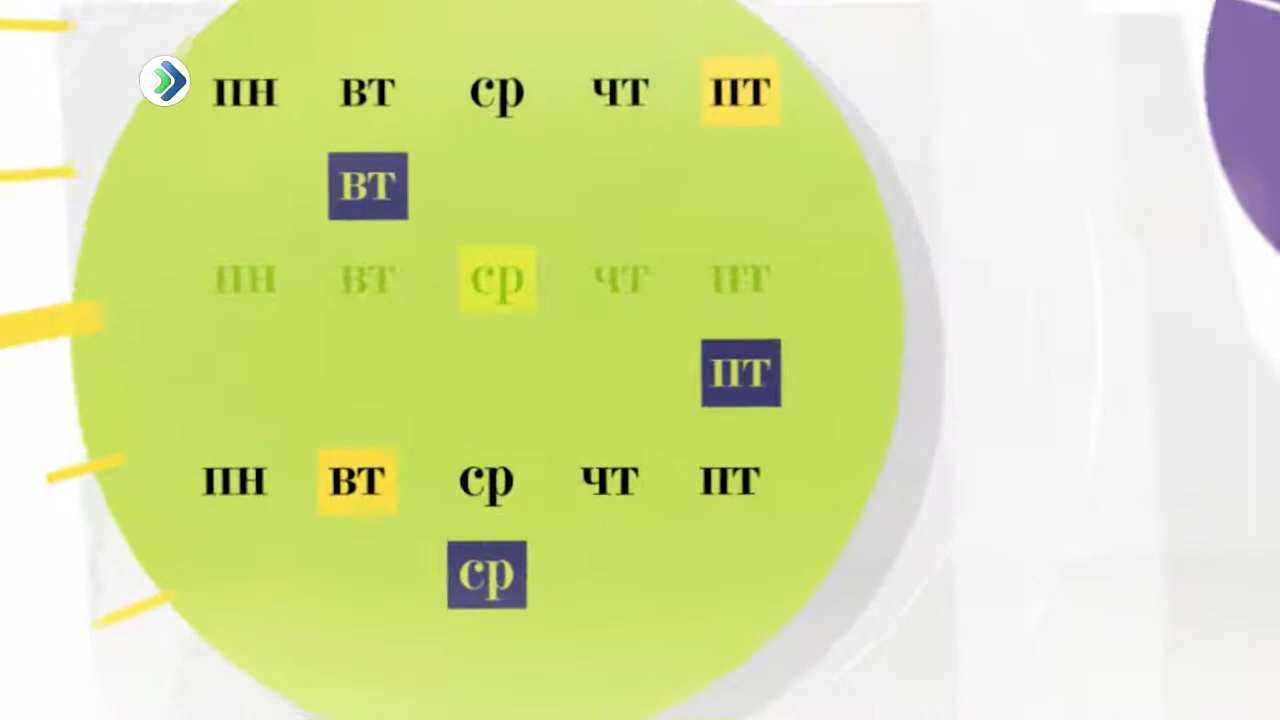 пн вт ср чт пт
вт
пн вт ср чт пт
пт
пн вт ср чт пт
ср